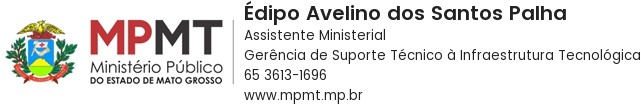 MPMT
Ministério Público
DO ESTADO DE MATO GROSSO
Édipo Avelino dos Santos Palha
Assistente Ministerial
Gerência de Suporte Técnico à Infraestrutura Tecnológica
65 3613-1696
www.mpmt.mp.br